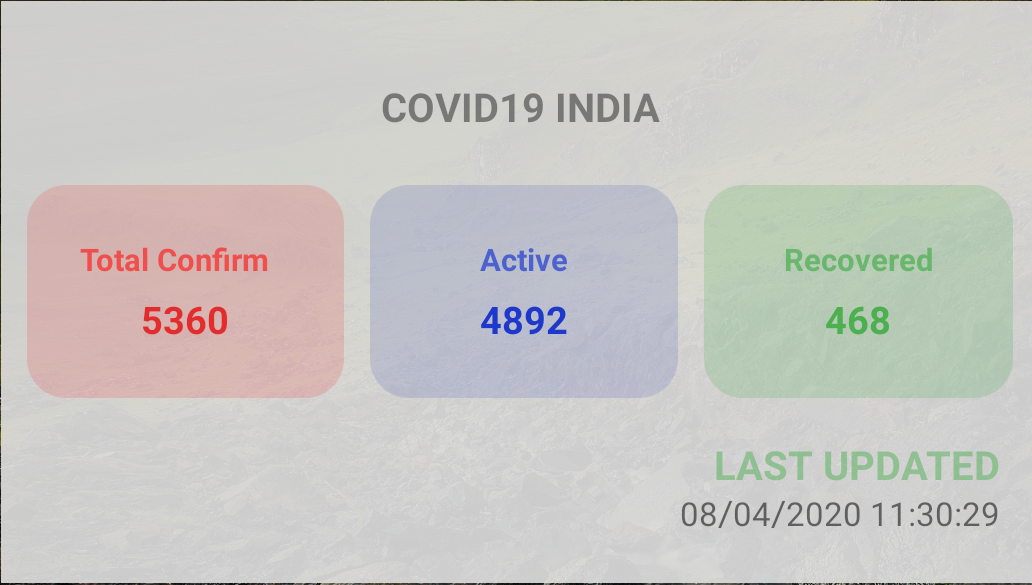 COVID19 INDIA
Total Confirm
5360
Active
4892
Recovered
468
LAST UPDATED
08/04/2020 11:30:29